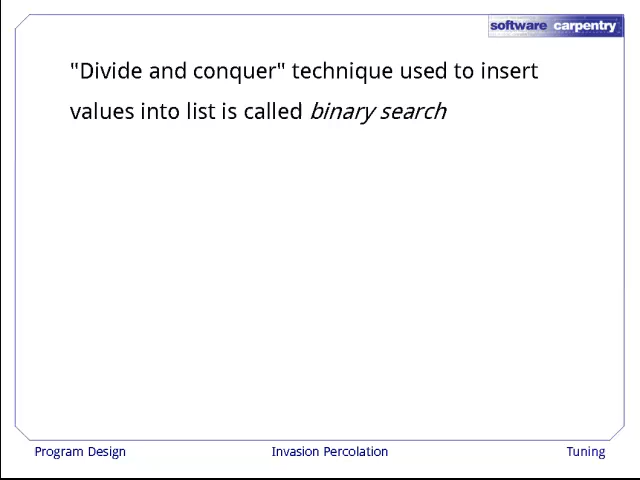 software carpentry
"Divide and conquer" technique used to insert
values into list is called binary search
Program Design
Invasion Percolation
Tuning